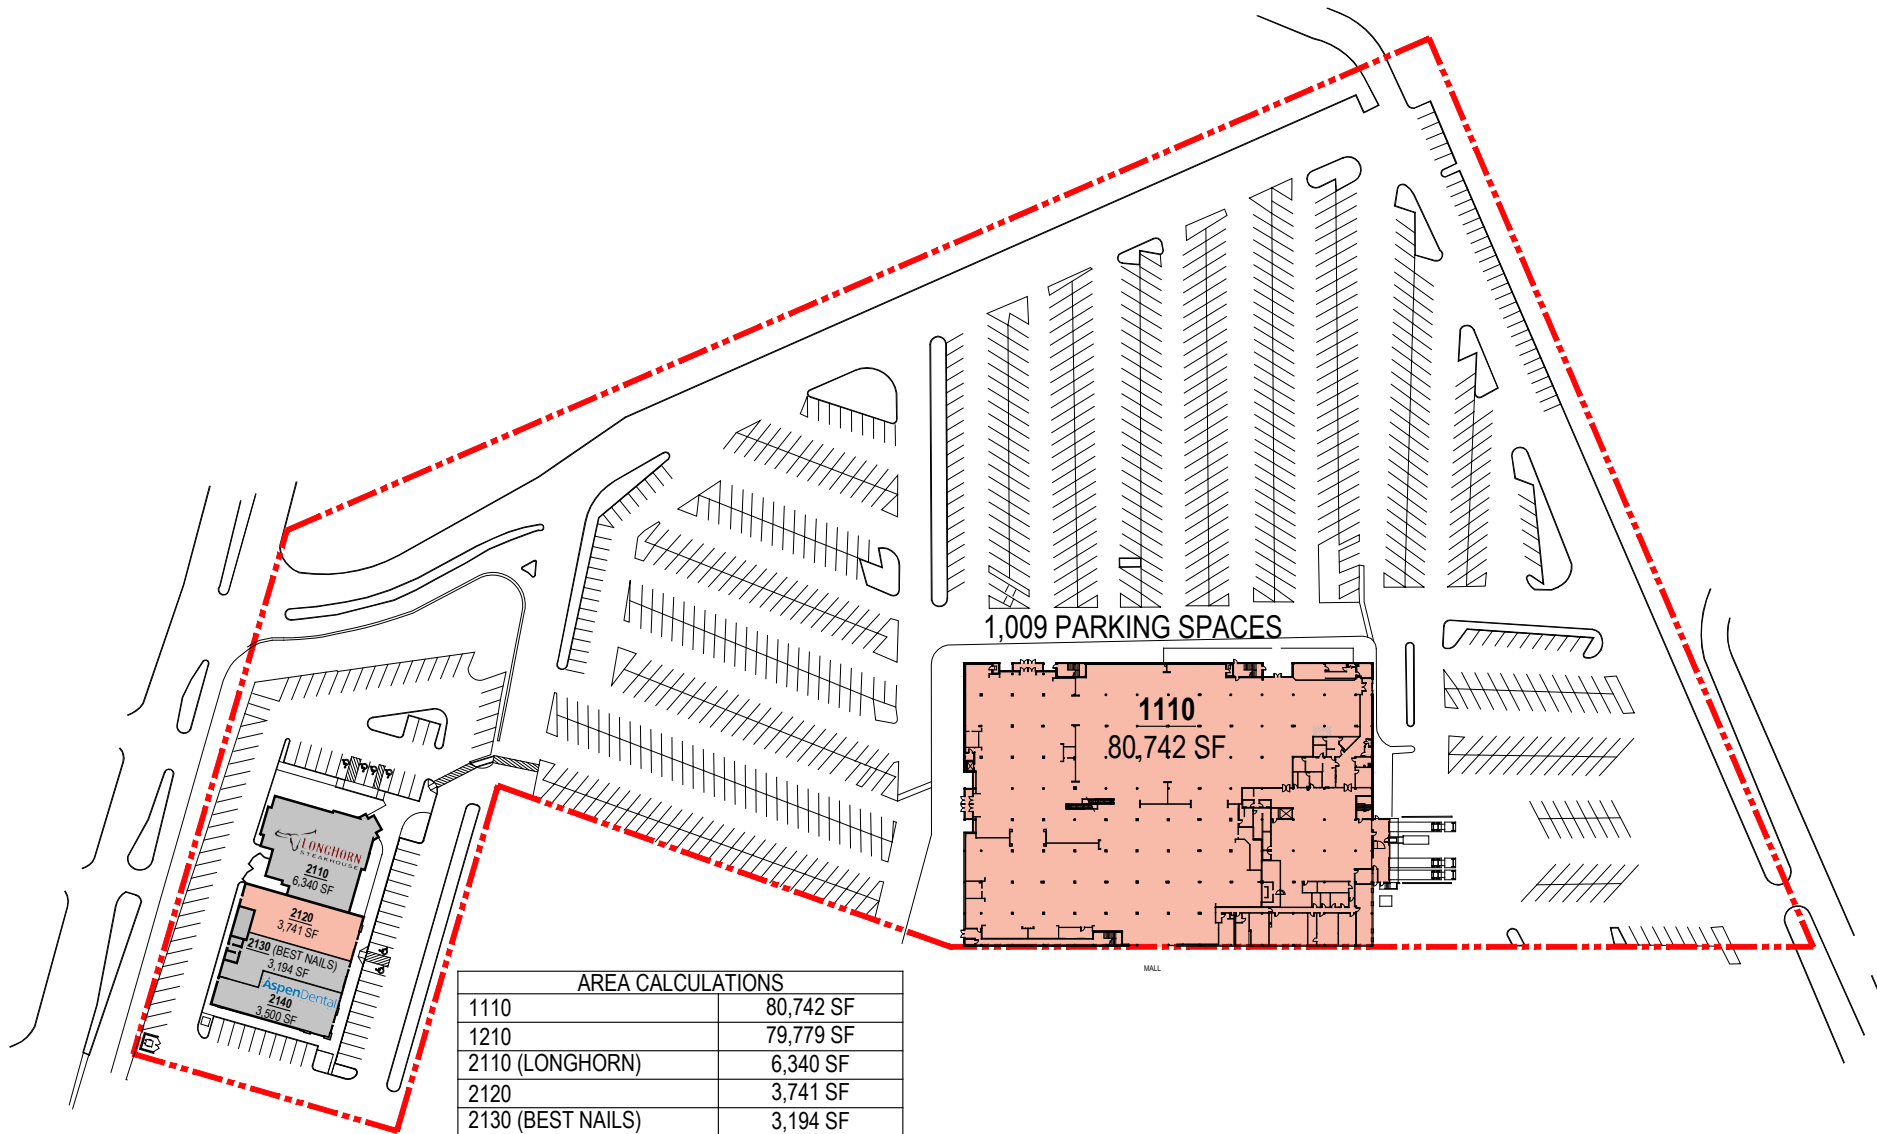 1,009 PARKING SPACES
1110
80,742 SF
LONGHORN
STEAKHOUSE
2110
6,340 SF
2120
3,741 SF
2130 (BEST NAILS)
3,194 SF
AspenDental
2140
3,500 SF
MALL
AREA CALCULATIONS
1110 80,742 SF
1210 79,779 SF
2110 (LONGHORN) 6,340 SF
2120 3,741 SF
2130 (BEST NAILS) 3,194 SF